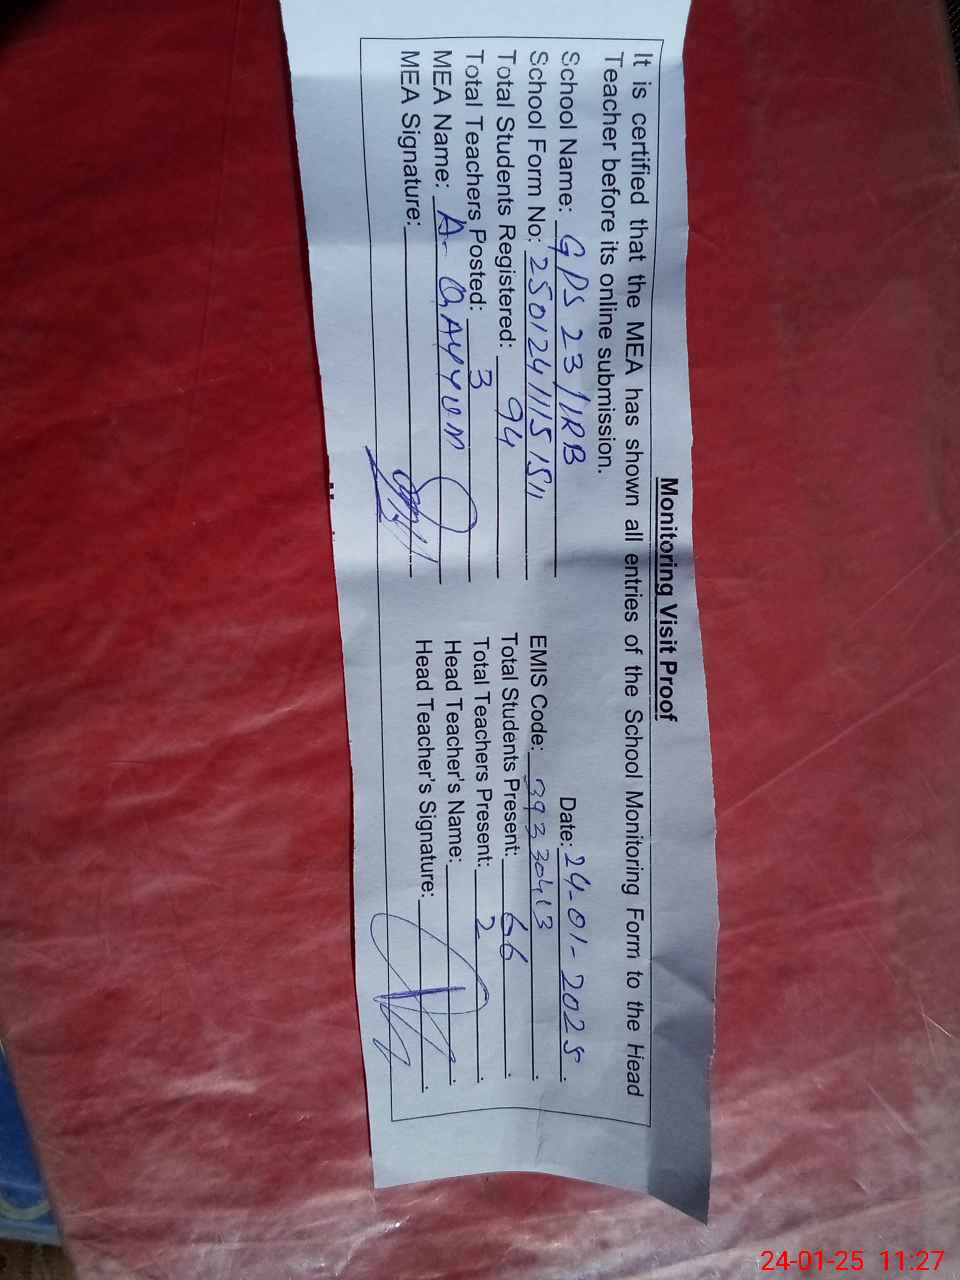 Monitoring Visit Proof
It is certified that the MEA has shown all entries of the School Monitoring Form to the Head
Teacher before its online submission.
School Name: GPS 23/1RB Date: 24-01-2025.
School Form No: EMIS Code: 39330413.
Total Students Registered: 94 Total Students Present: 66.
Total Teachers Posted: 3 Total Teachers Present: 2.
MEA Name: A- QAYYUM Head Teacher's Name:.
MEA Signature: Head Teacher's Signature:.
24-01-25 11:27